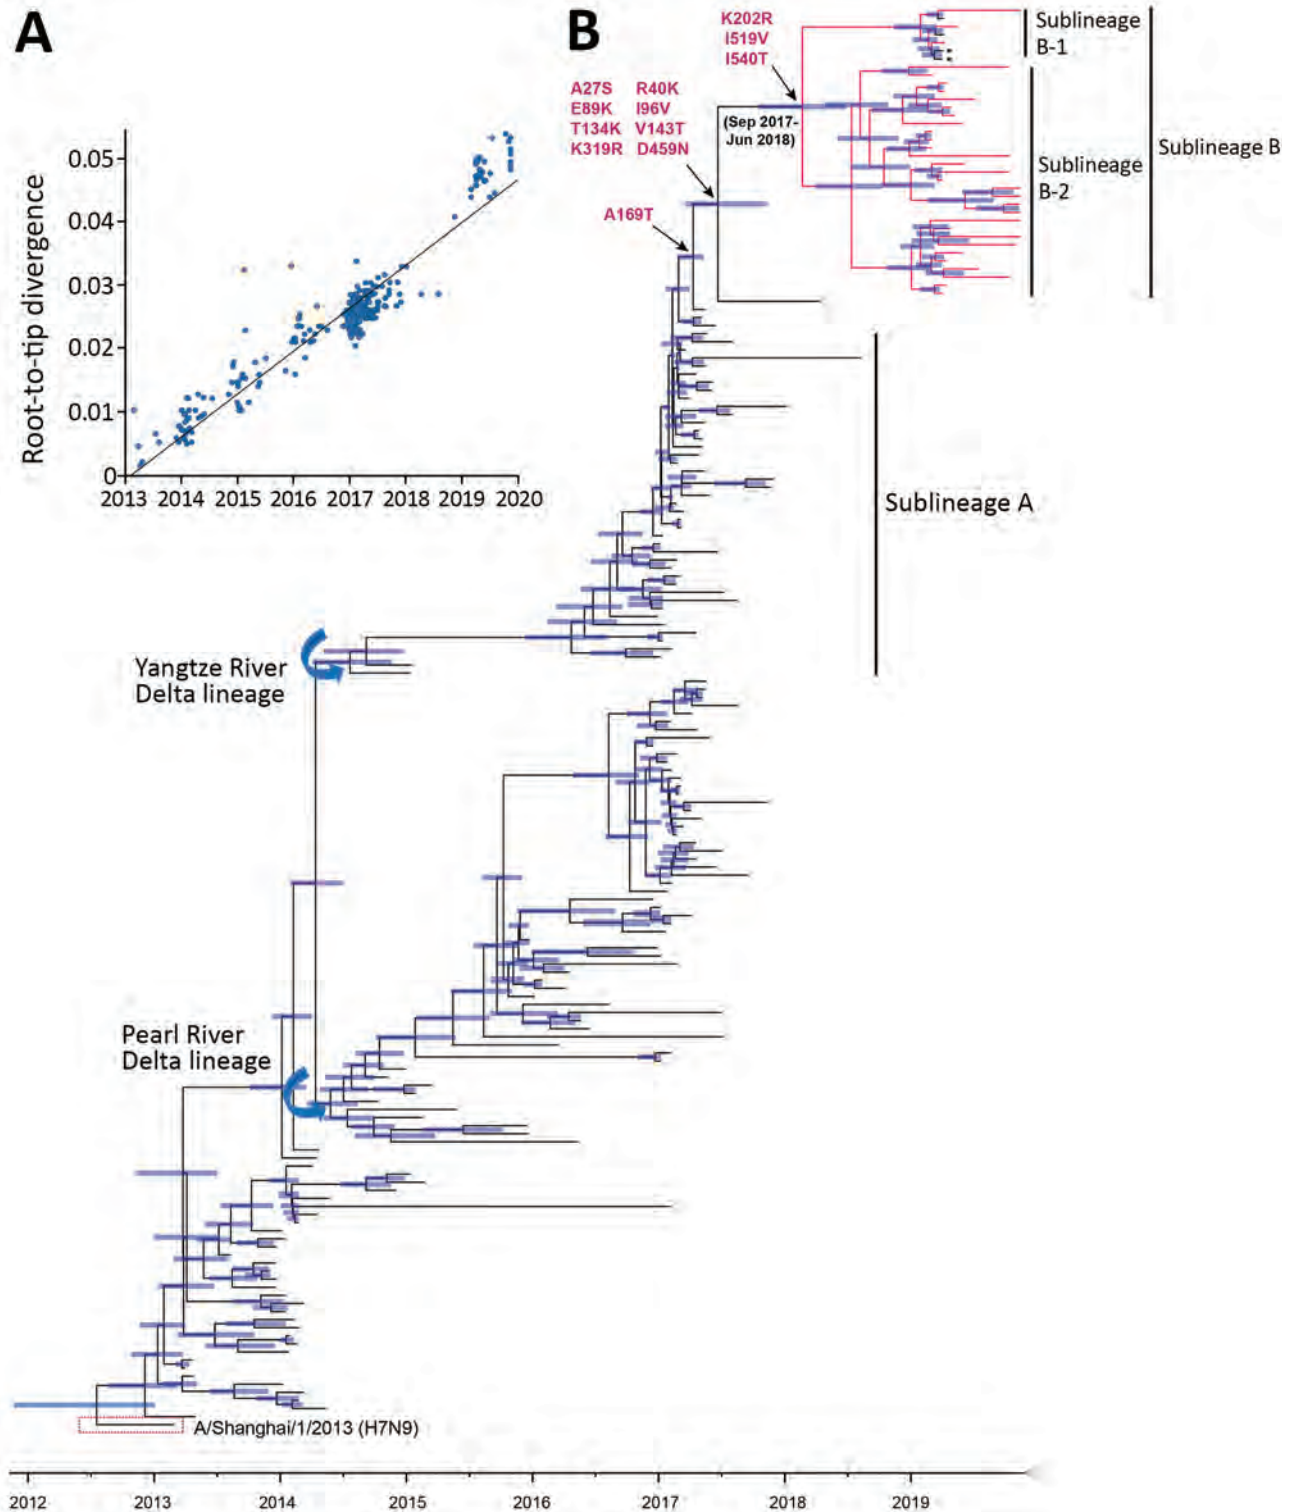 A
B
Root-to-tip divergence
0.05
0.04
0.03
0.02
0.01
0
2013 2014 2015 2016 2017 2018 2019 2020
K202R
I519V
I540T
A27S R40K
E89K I96V
T134K V143T
K319R D459N
A169T
(Sep 2017-
Jun 2018)
Sublineage
B-1
Sublineage
B-2
Sublineage B
Sublineage A
Yangtze River
Delta lineage
Pearl River
Delta lineage
A/Shanghai/1/2013 (H7N9)
2012 2013 2014 2015 2016 2017 2018 2019